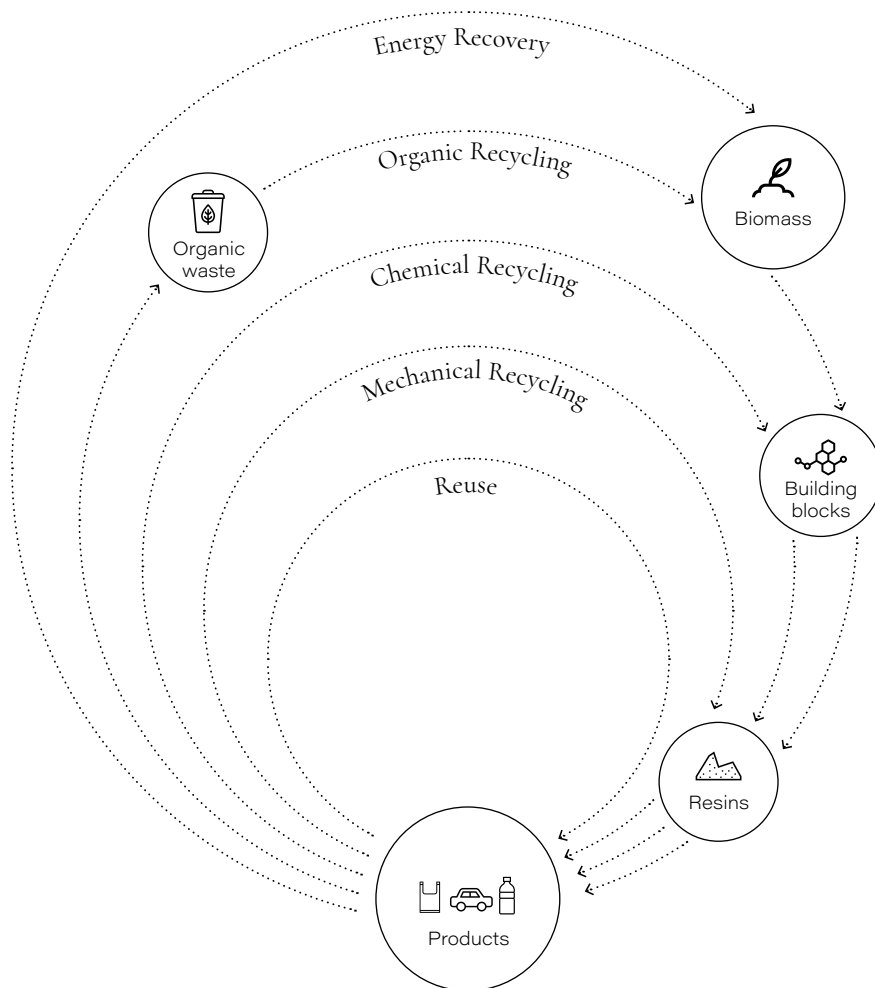 Energy Recovery
Organic Recycling
Biomass
Organic
waste
Chemical Recycling
Mechanical Recycling
Reuse
Building
blocks
Resins
Products